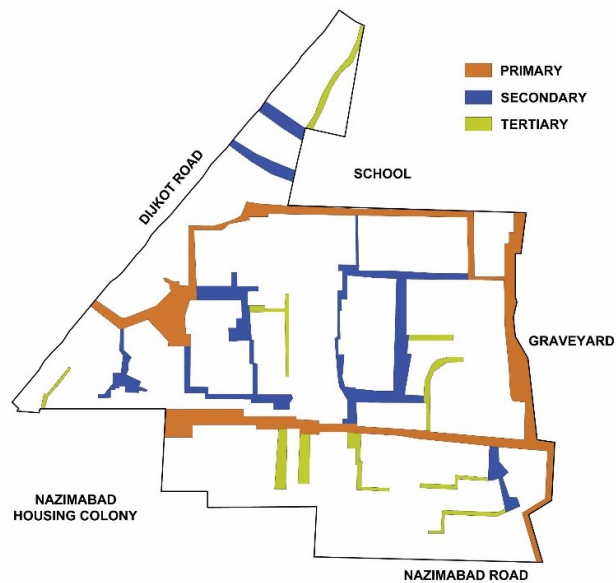 PRIMARY
SECONDARY
TERTIARY
DIJKOT ROAD
SCHOOL
GRAVEYARD
NAZIMABAD
HOUSING COLONY
NAZIMABAD ROAD